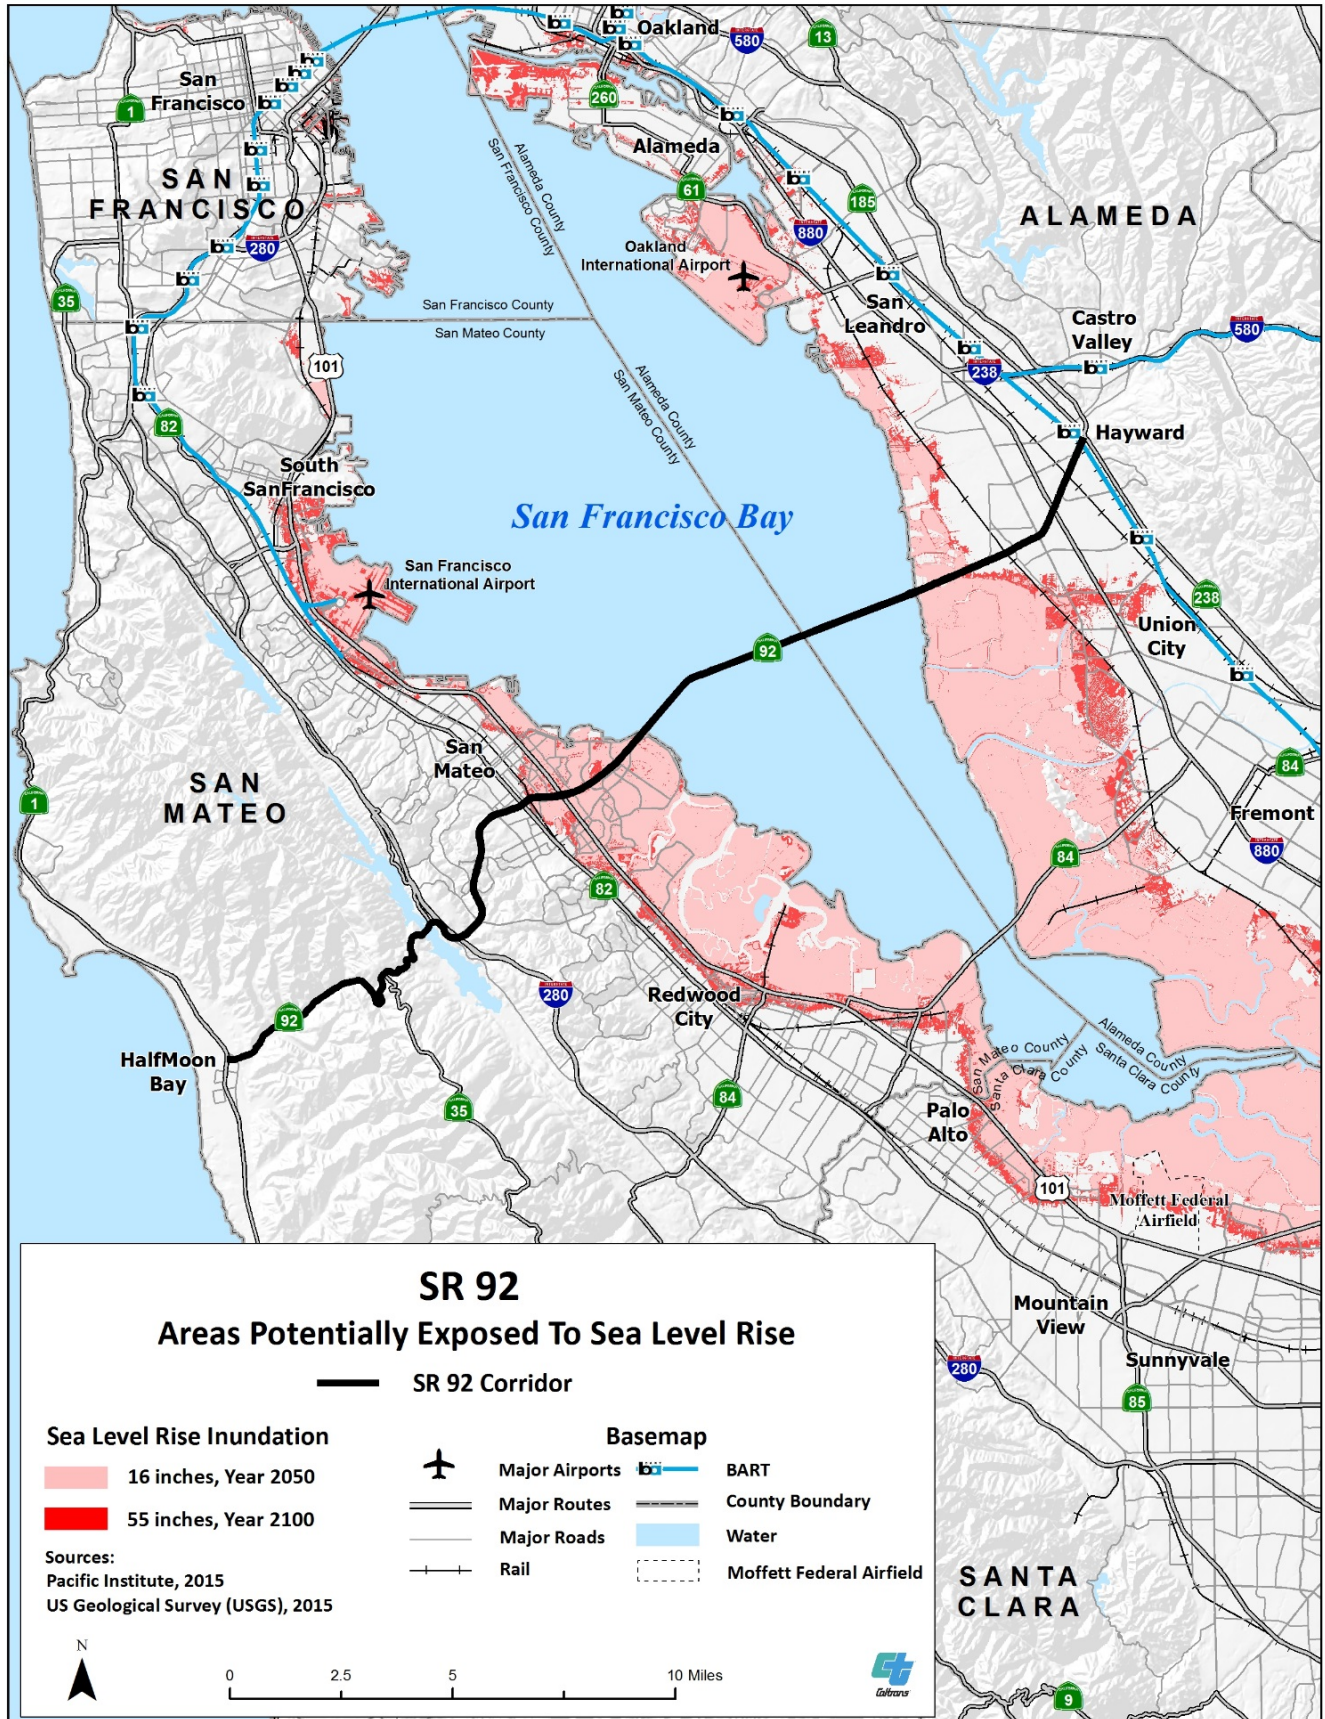 Oakland
580
13
San
Francisco
1
260
Alameda
SAN
FRANCISCO
61
185
ALAMEDA
Alameda County
San Francisco County
880
280
Oakland
International Airport
35
San Francisco County
San Mateo County
San
Leandro
Castro
Valley
580
101
238
Alameda County
San Mateo County
82
Hayward
South
SanFrancisco
San Francisco Bay
San Francisco
International Airport
238
Union
City
92
San
Mateo
84
SAN
MATEO
1
Fremont
880
84
82
280
Redwood
City
92
HalfMoon
Bay
Alameda County
Santa Clara County
San Mateo County
Santa Clara County
35
84
Palo
Alto
101
Moffett Federal
Airfield
Mountain
View
Sunnyvale
280
85
SANTA
CLARA
9
SR 92
Areas Potentially Exposed To Sea Level Rise
SR 92 Corridor
Sea Level Rise Inundation
16 inches, Year 2050
55 inches, Year 2100
Sources:
Pacific Institute, 2015
US Geological Survey (USGS), 2015
Basemap
Major Airports
ba
BART
Major Routes
County Boundary
Major Roads
Water
Rail
Moffett Federal Airfield
N
0 2.5 5 10 Miles
Caltrans